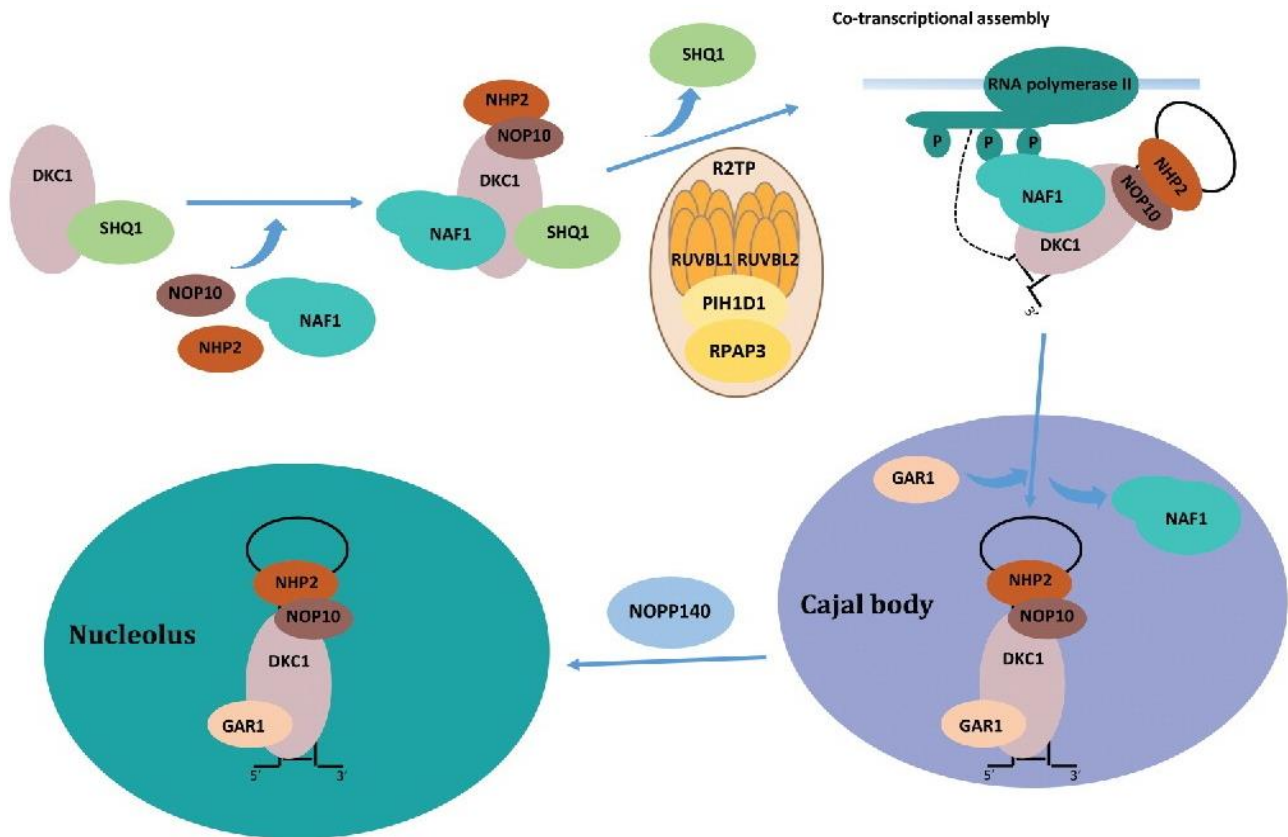 Co-transcriptional assembly
SHQ1
RNA polymerase II
P
P
P
NHP2
NOP10
DKC1
NAF1
SHQ1
DKC1
SHQ1
NOP10
NHP2
NAF1
R2TP
RUVBL1
RUVBL2
PIH1D1
RPAP3
NAF1
DKC1
NOP10
NHP2
3′
GAR1
NAF1
Cajal body
NHP2
NOP10
DKC1
GAR1
5′
3′
NOPP140
Nucleolus
NHP2
NOP10
DKC1
GAR1
5′
3′